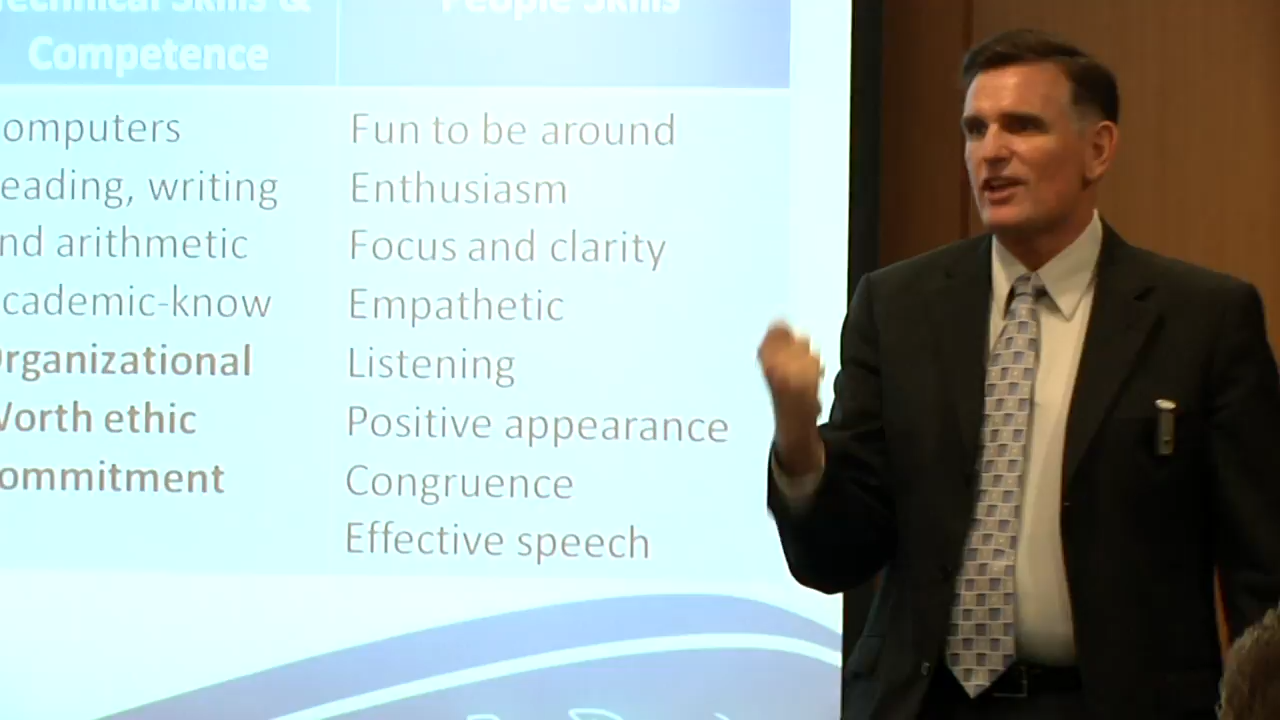 echnical Skills &
Competence
People Skills
omputers
eading, writing
nd arithmetic
cademic-know
rganizational
Worth ethic
ommitment
Fun to be around
Enthusiasm
Focus and clarity
Empathetic
Listening
Positive appearance
Congruence
Effective speech